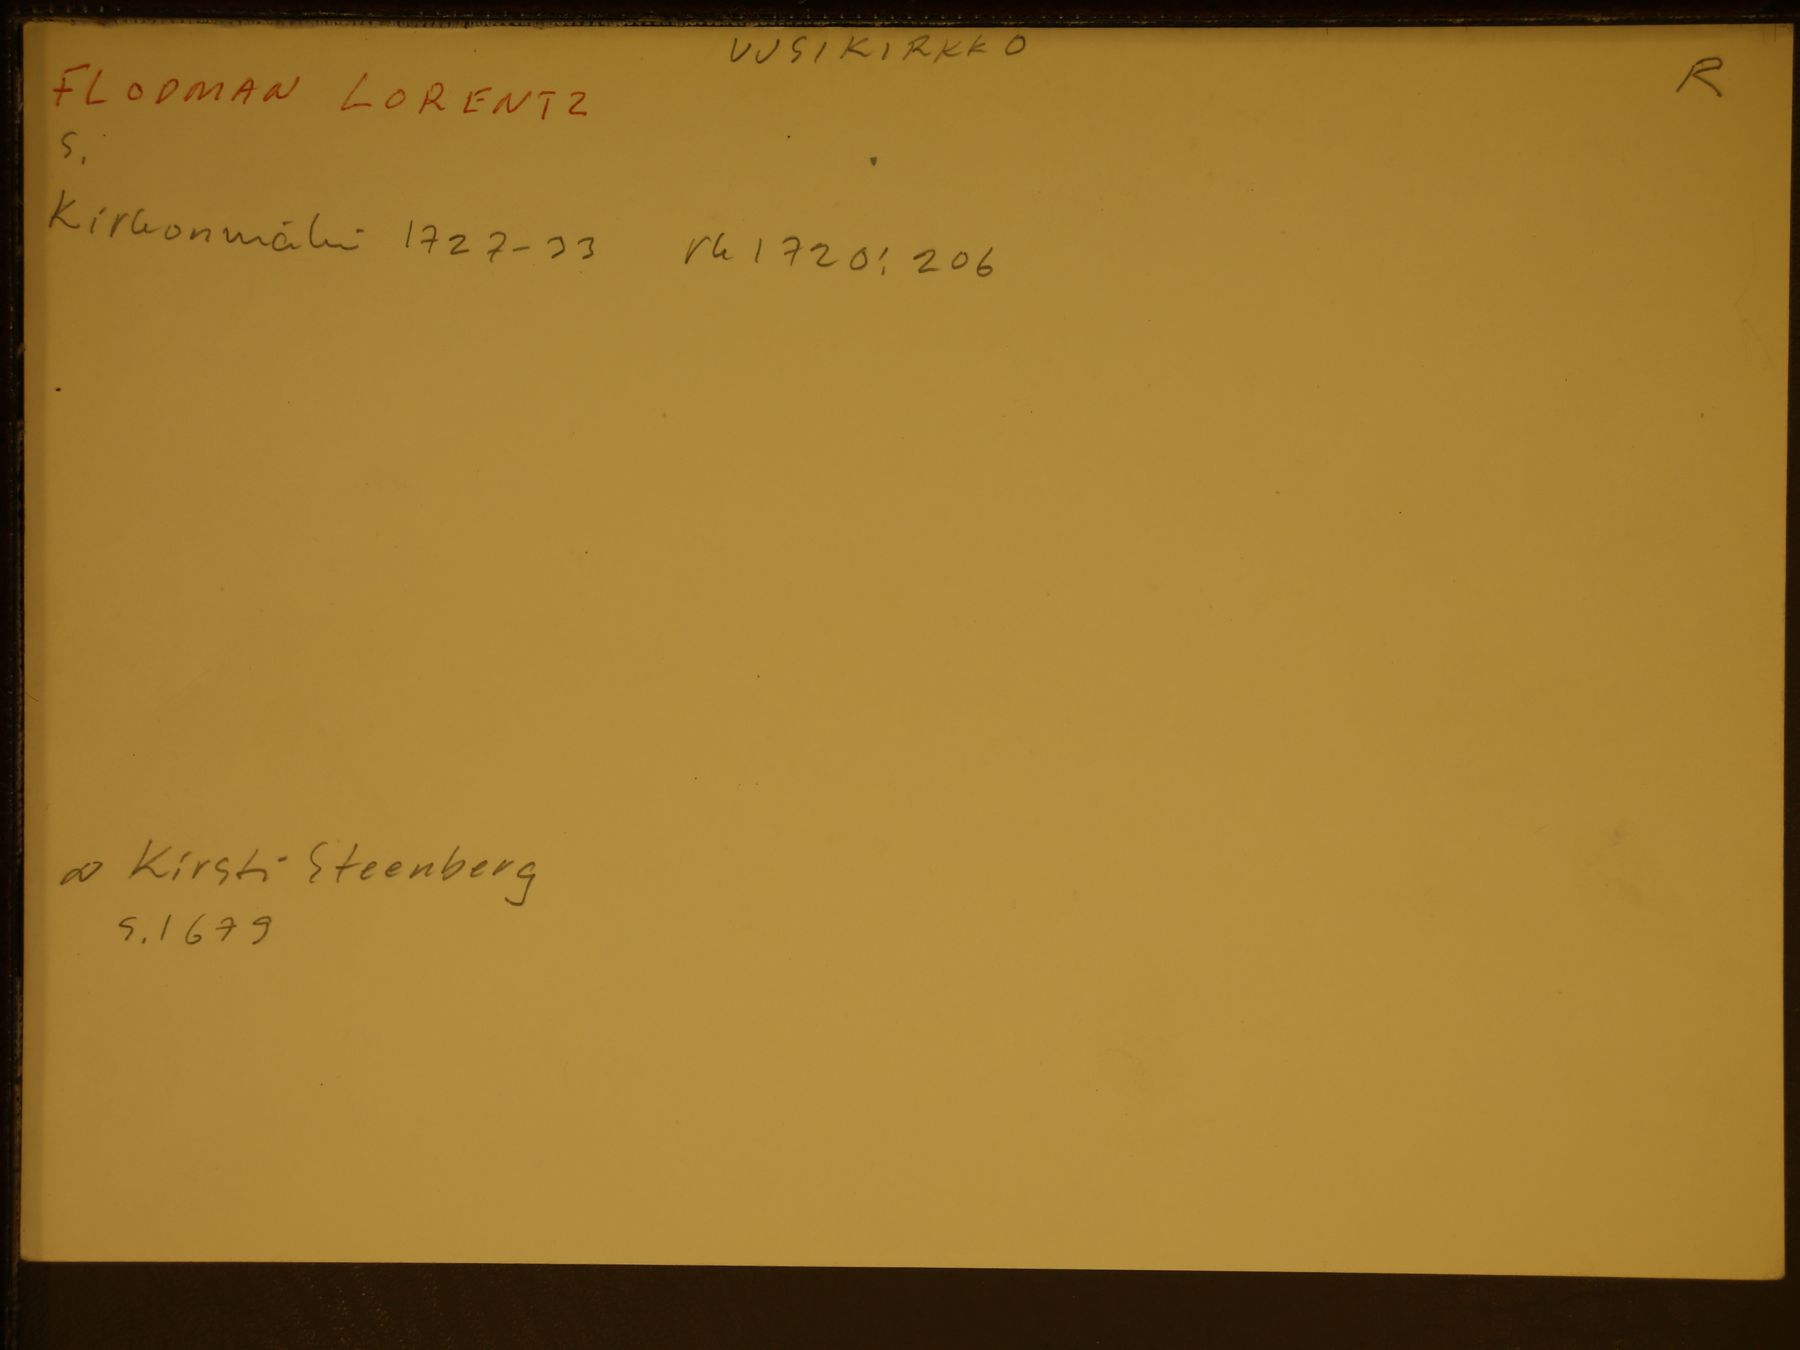 UUSIKIRKKO
R
FLODMAN LORENTZ
s.
Kirkonmäki 1727-33 rk 1720: 206
∞ Kirsti Steenberg
s. 1679